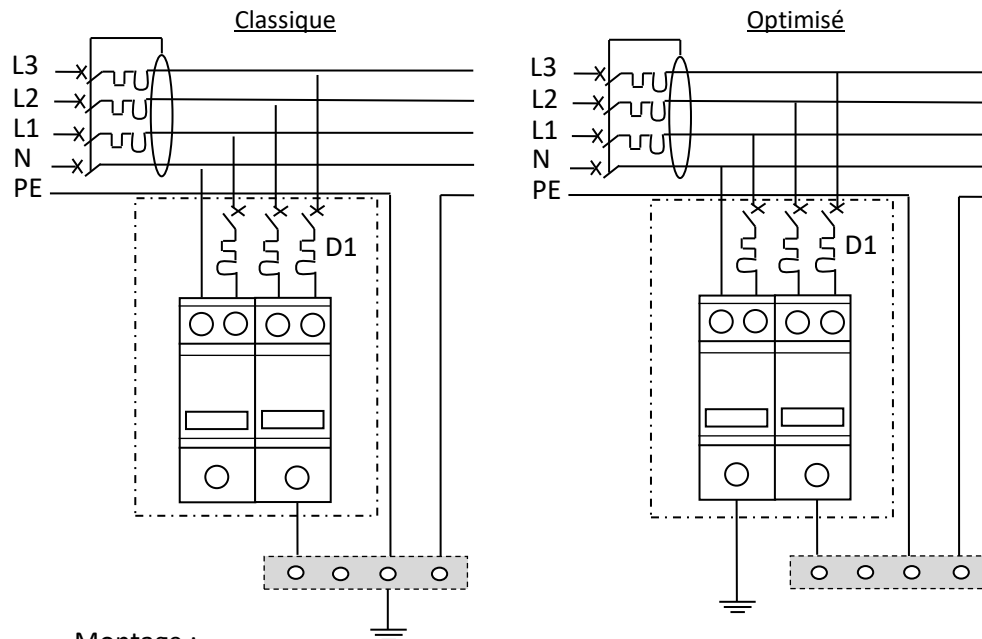 Classique
Optimisé
L3
L2
L1
N
PE
D1
L3
L2
L1
N
PE
D1
Montage :